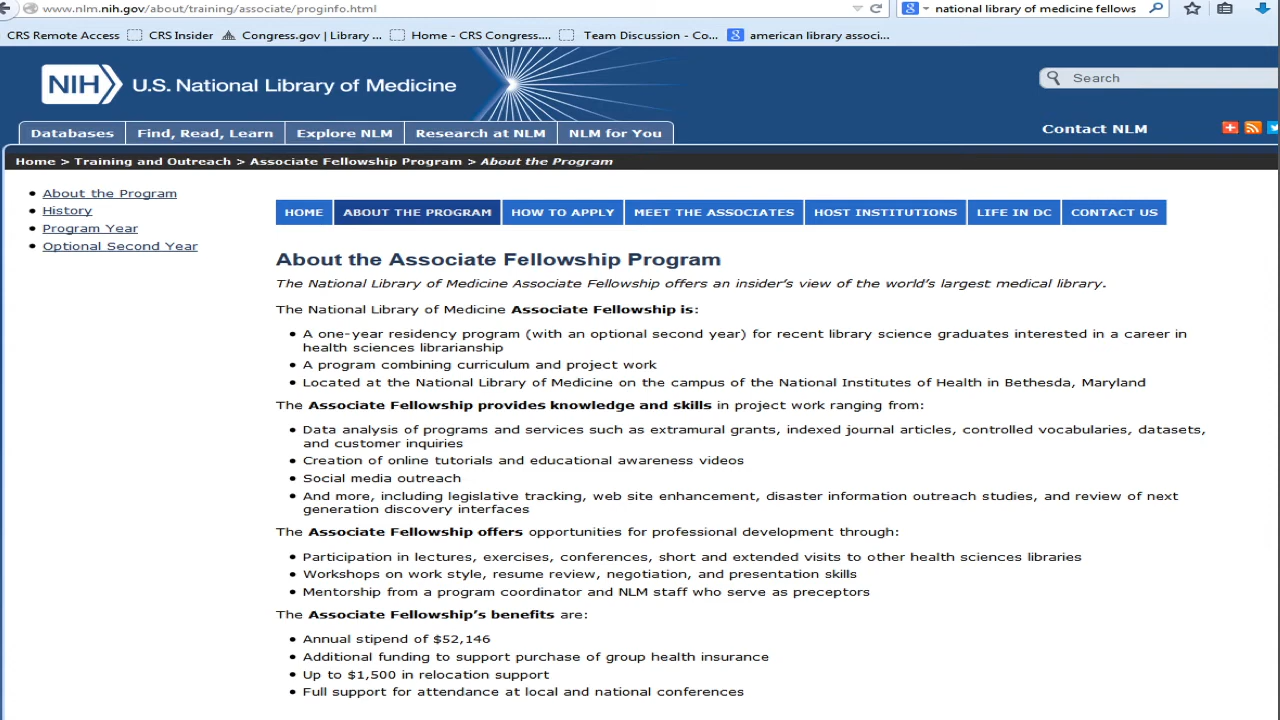 www.nlm.nih.gov/about/training/associate/proginfo.html
national library of medicine fellows
CRS Remote Access
CRS Insider
Congress.gov | Library ...
Home - CRS Congress....
Team Discussion - Co...
american library associ...
NIH U.S. National Library of Medicine
Search
Databases
Find, Read, Learn
Explore NLM
Research at NLM
NLM for You
Contact NLM
Home > Training and Outreach > Associate Fellowship Program > About the Program
About the Program
History
Program Year
Optional Second Year
HOME
ABOUT THE PROGRAM
HOW TO APPLY
MEET THE ASSOCIATES
HOST INSTITUTIONS
LIFE IN DC
CONTACT US
About the Associate Fellowship Program
The National Library of Medicine Associate Fellowship offers an insider's view of the world's largest medical library.
The National Library of Medicine Associate Fellowship is:
• A one-year residency program (with an optional second year) for recent library science graduates interested in a career in
health sciences librarianship
• A program combining curriculum and project work
• Located at the National Library of Medicine on the campus of the National Institutes of Health in Bethesda, Maryland
The Associate Fellowship provides knowledge and skills in project work ranging from:
• Data analysis of programs and services such as extramural grants, indexed journal articles, controlled vocabularies, datasets,
and customer inquiries
• Creation of online tutorials and educational awareness videos
• Social media outreach
• And more, including legislative tracking, web site enhancement, disaster information outreach studies, and review of next
generation discovery interfaces
The Associate Fellowship offers opportunities for professional development through:
• Participation in lectures, exercises, conferences, short and extended visits to other health sciences libraries
• Workshops on work style, resume review, negotiation, and presentation skills
• Mentorship from a program coordinator and NLM staff who serve as preceptors
The Associate Fellowship's benefits are:
• Annual stipend of $52,146
• Additional funding to support purchase of group health insurance
• Up to $1,500 in relocation support
• Full support for attendance at local and national conferences